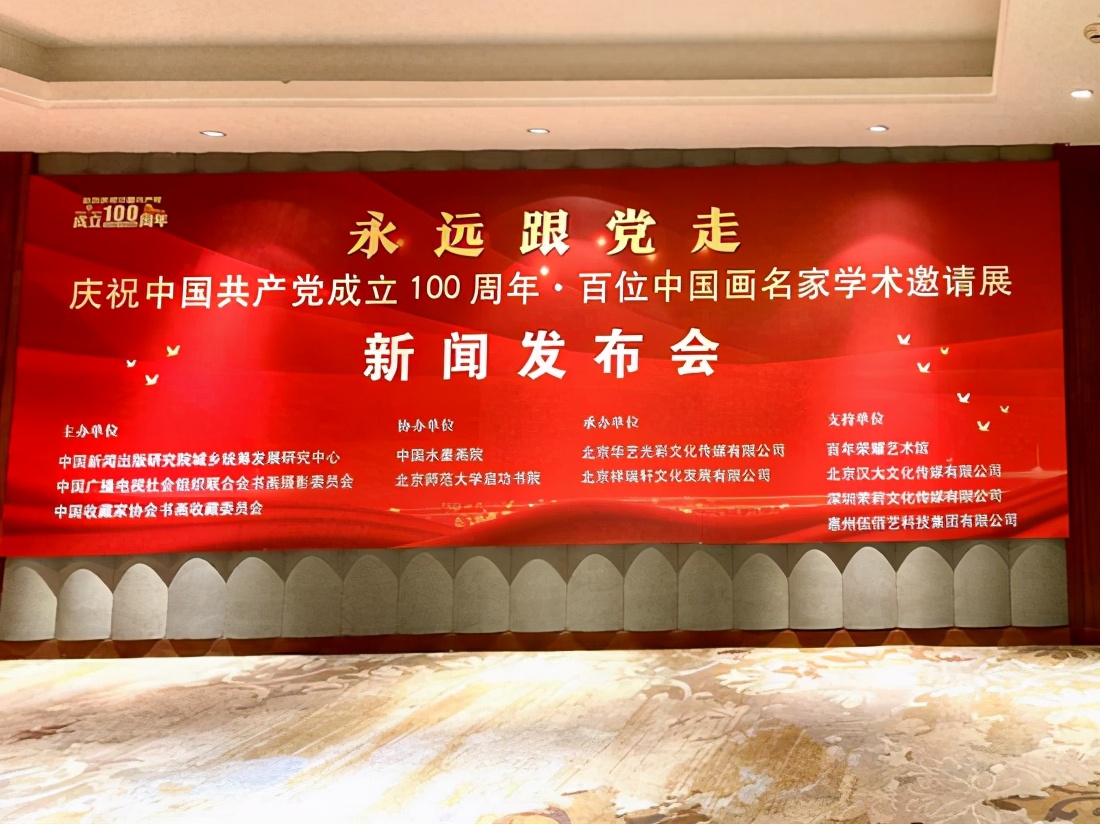 成立100周年
永远跟党走
庆祝中国共产党成立100周年·百位中国画名家学术邀请展
新闻发布会
主办单位
中国新闻出版研究院城乡统筹发展研究中心
中国广播电视社会组织联合会书画摄影委员会
中国收藏家协会书画收藏委员会
协办单位
中国水墨画院
北京师范大学启功书院
承办单位
北京华艺光彩文化传媒有限公司
北京祥瑞轩文化发展有限公司
支持单位
百年荣耀艺术馆
北京汉大文化传媒有限公司
深圳茉莉文化传媒有限公司
亳州伍佰艺科技集团有限公司